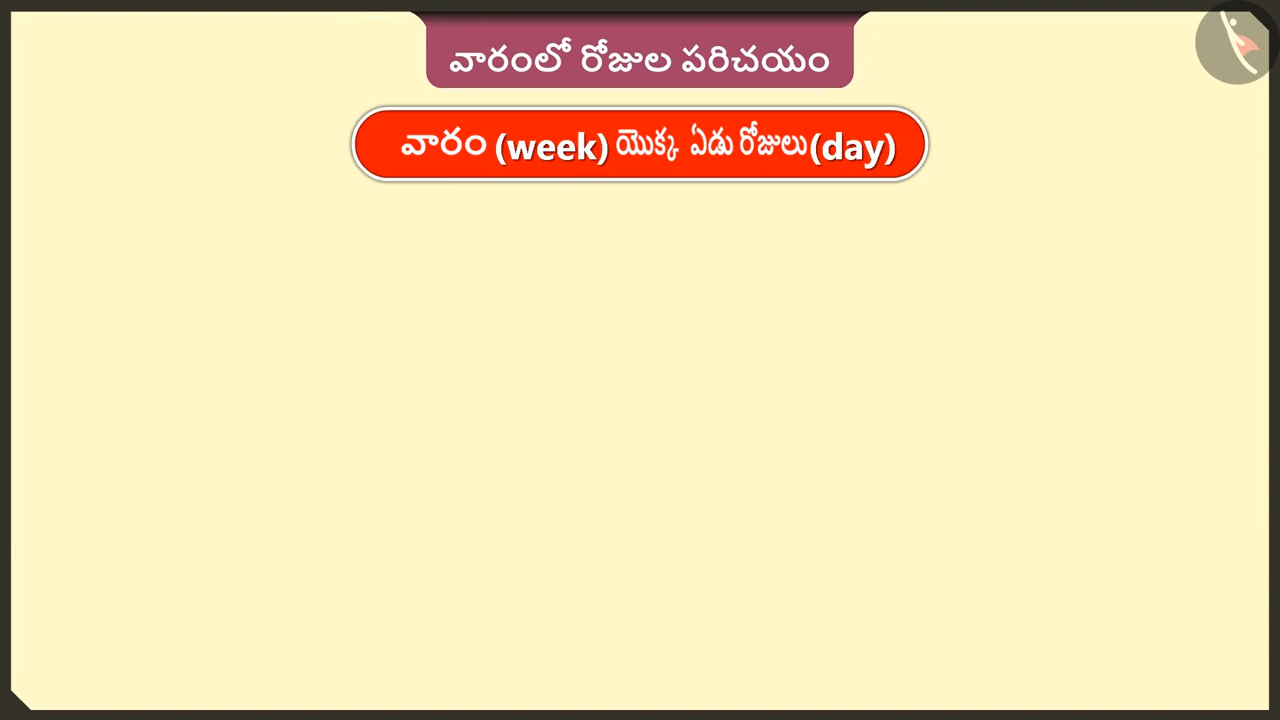 వారంలో రోజుల పరిచయం
వారం (week) యొక్క ఏడు రోజులు(day)